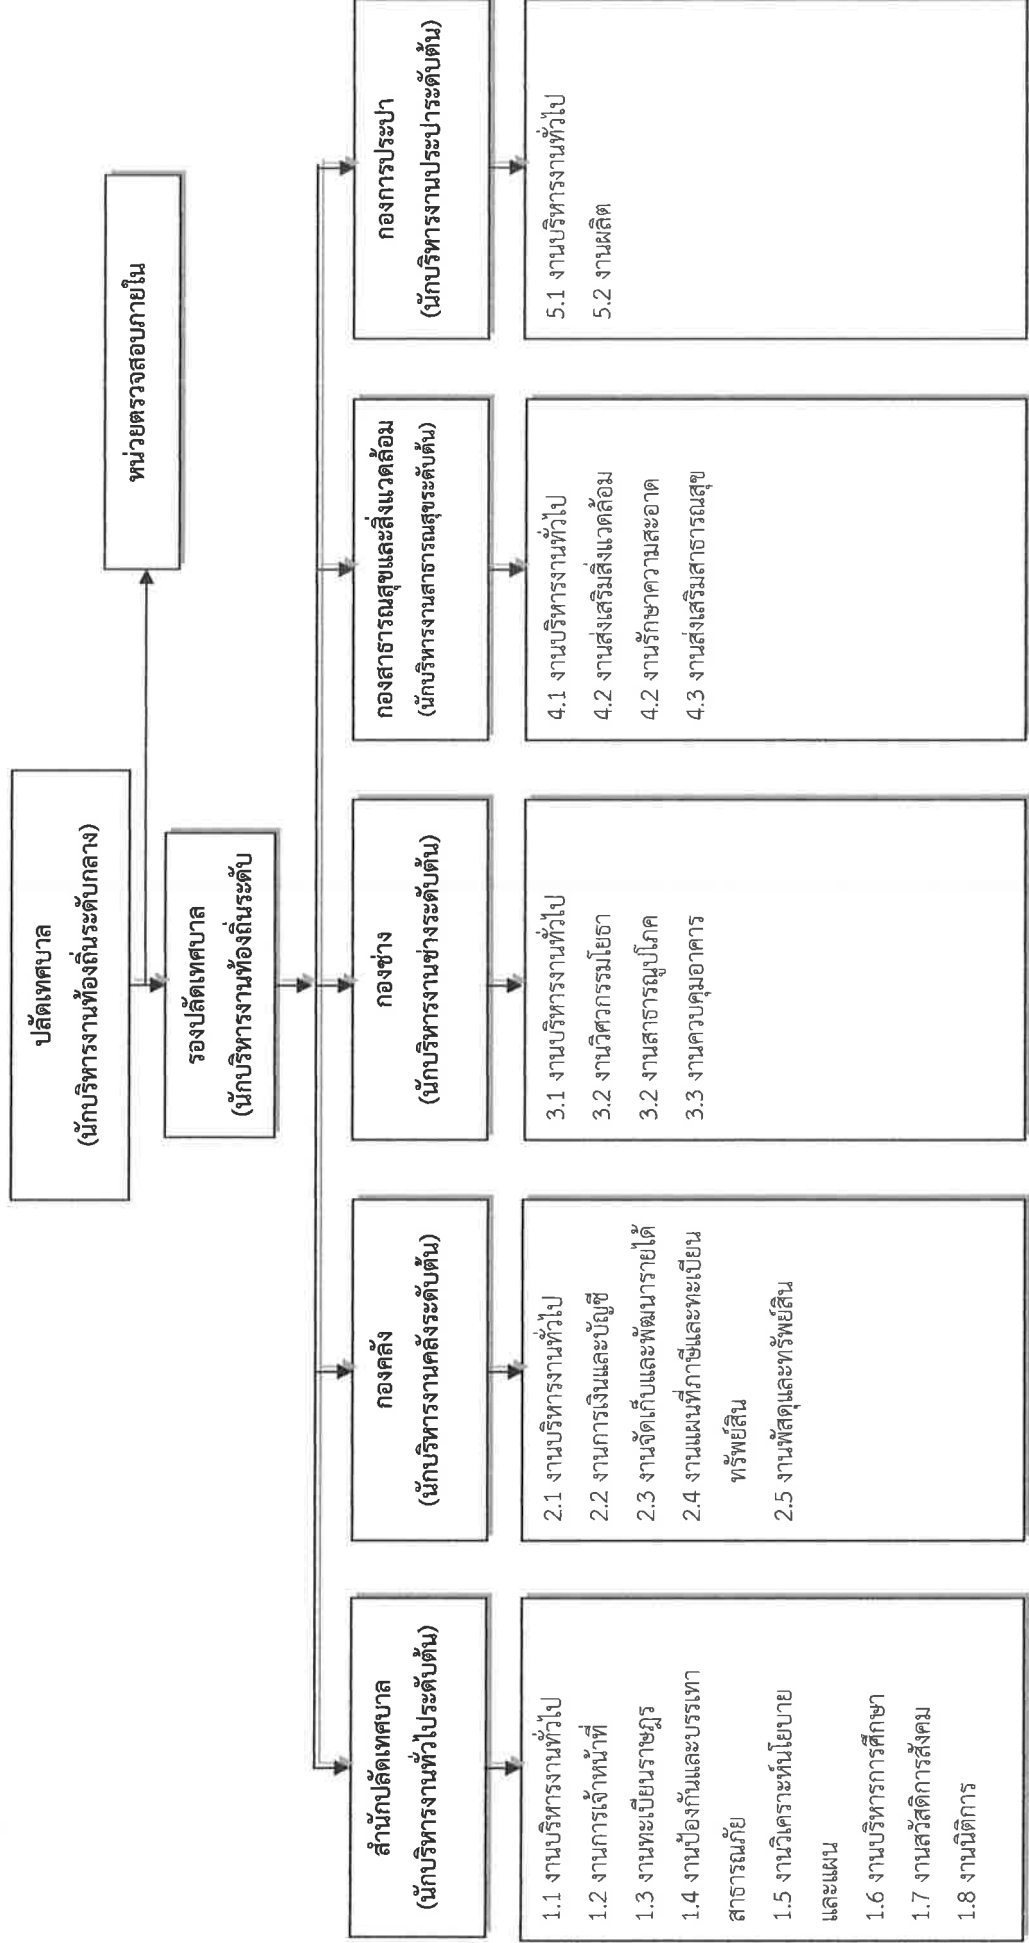 ปลัดเทศบาล
(นักบริหารงานท้องถิ่นระดับกลาง)
หน่วยตรวจสอบภายใน
รองปลัดเทศบาล
(นักบริหารงานท้องถิ่นระดับ
สำนักปลัดเทศบาล
(นักบริหารงานทั่วไประดับต้น)
1.1 งานบริหารงานทั่วไป
1.2 งานการเจ้าหน้าที่
1.3 งานทะเบียนราษฎร
1.4 งานป้องกันและบรรเทา
สาธารณภัย
1.5 งานวิเคราะห์นโยบาย
และแผน
1.6 งานบริหารการศึกษา
1.7 งานสวัสดิการสังคม
1.8 งานนิติการ
กองคลัง
(นักบริหารงานคลังระดับต้น)
2.1 งานบริหารงานทั่วไป
2.2 งานการเงินและบัญชี
2.3 งานจัดเก็บและพัฒนารายได้
2.4 งานแผนที่ภาษีและทะเบียน
ทรัพย์สิน
2.5 งานพัสดุและทรัพย์สิน
กองช่าง
(นักบริหารงานช่างระดับต้น)
3.1 งานบริหารงานทั่วไป
3.2 งานวิศวกรรมโยธา
3.2 งานสาธารณูปโภค
3.3 งานควบคุมอาคาร
กองสาธารณสุขและสิ่งแวดล้อม
(นักบริหารงานสาธารณสุขระดับต้น)
4.1 งานบริหารงานทั่วไป
4.2 งานส่งเสริมสิ่งแวดล้อม
4.2 งานรักษาความสะอาด
4.3 งานส่งเสริมสาธารณสุข
กองการประปา
(นักบริหารงานประปาระดับต้น)
5.1 งานบริหารงานทั่วไป
5.2 งานผลิต